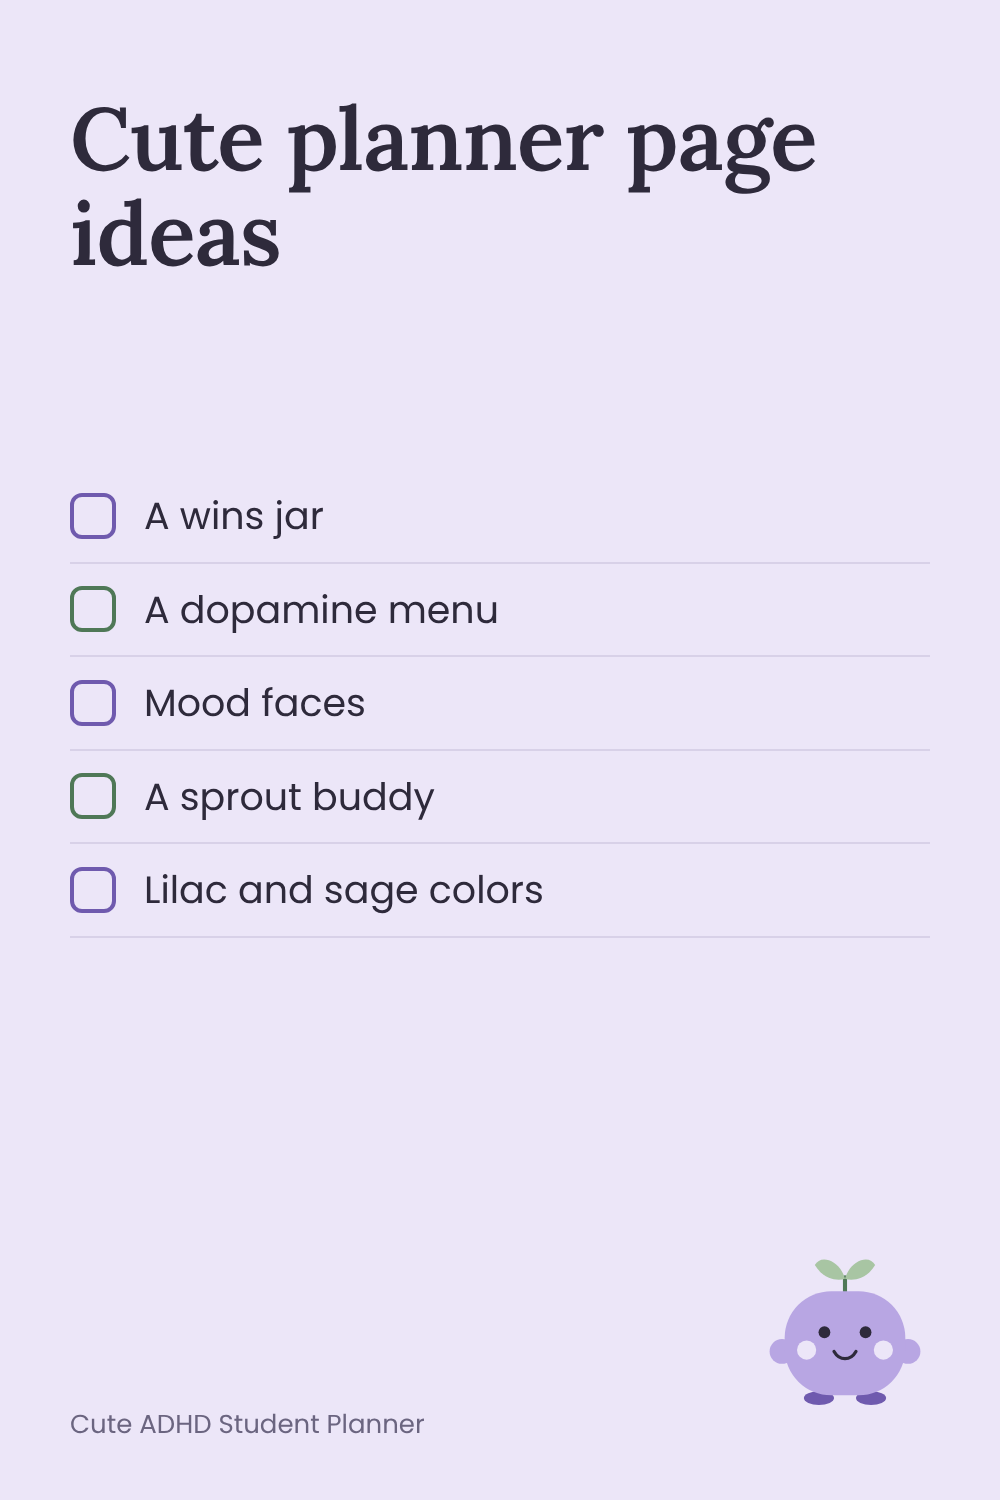 Cute planner page
ideas
A wins jar
A dopamine menu
Mood faces
A sprout buddy
Lilac and sage colors
Cute ADHD Student Planner